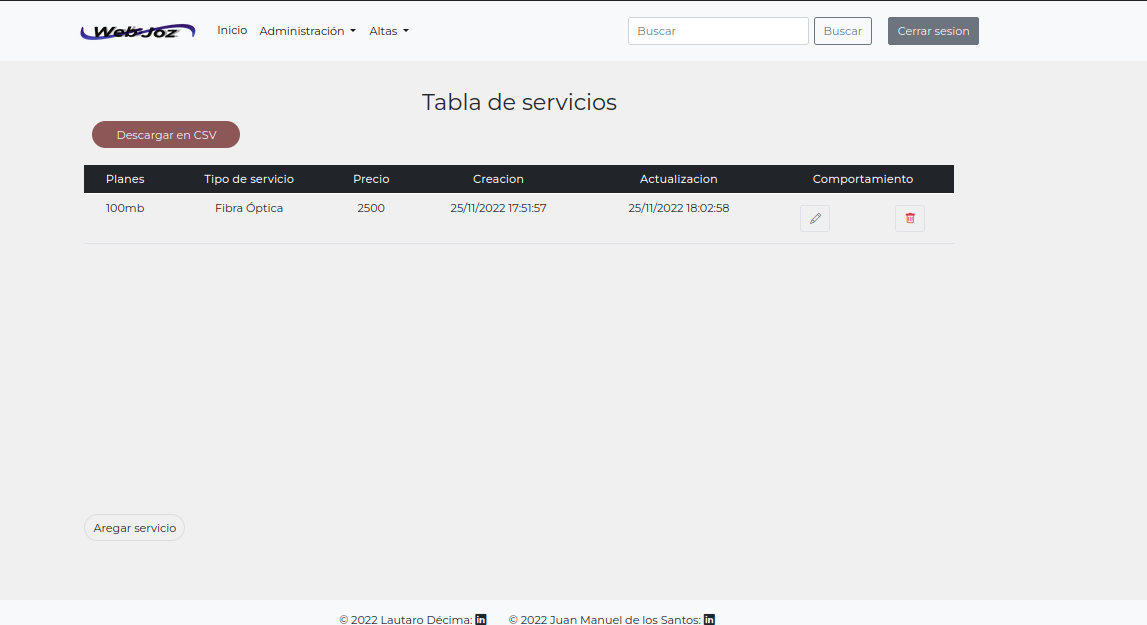 Web-Joz Inicio Administración Altas Buscar Buscar Cerrar sesion
Tabla de servicios
Descargar en CSV
Planes Tipo de servicio Precio Creacion Actualizacion Comportamiento
100mb Fibra Óptica 2500 25/11/2022 17:51:57 25/11/2022 18:02:58
Aregar servicio
© 2022 Lautaro Décima: in © 2022 Juan Manuel de los Santos: in